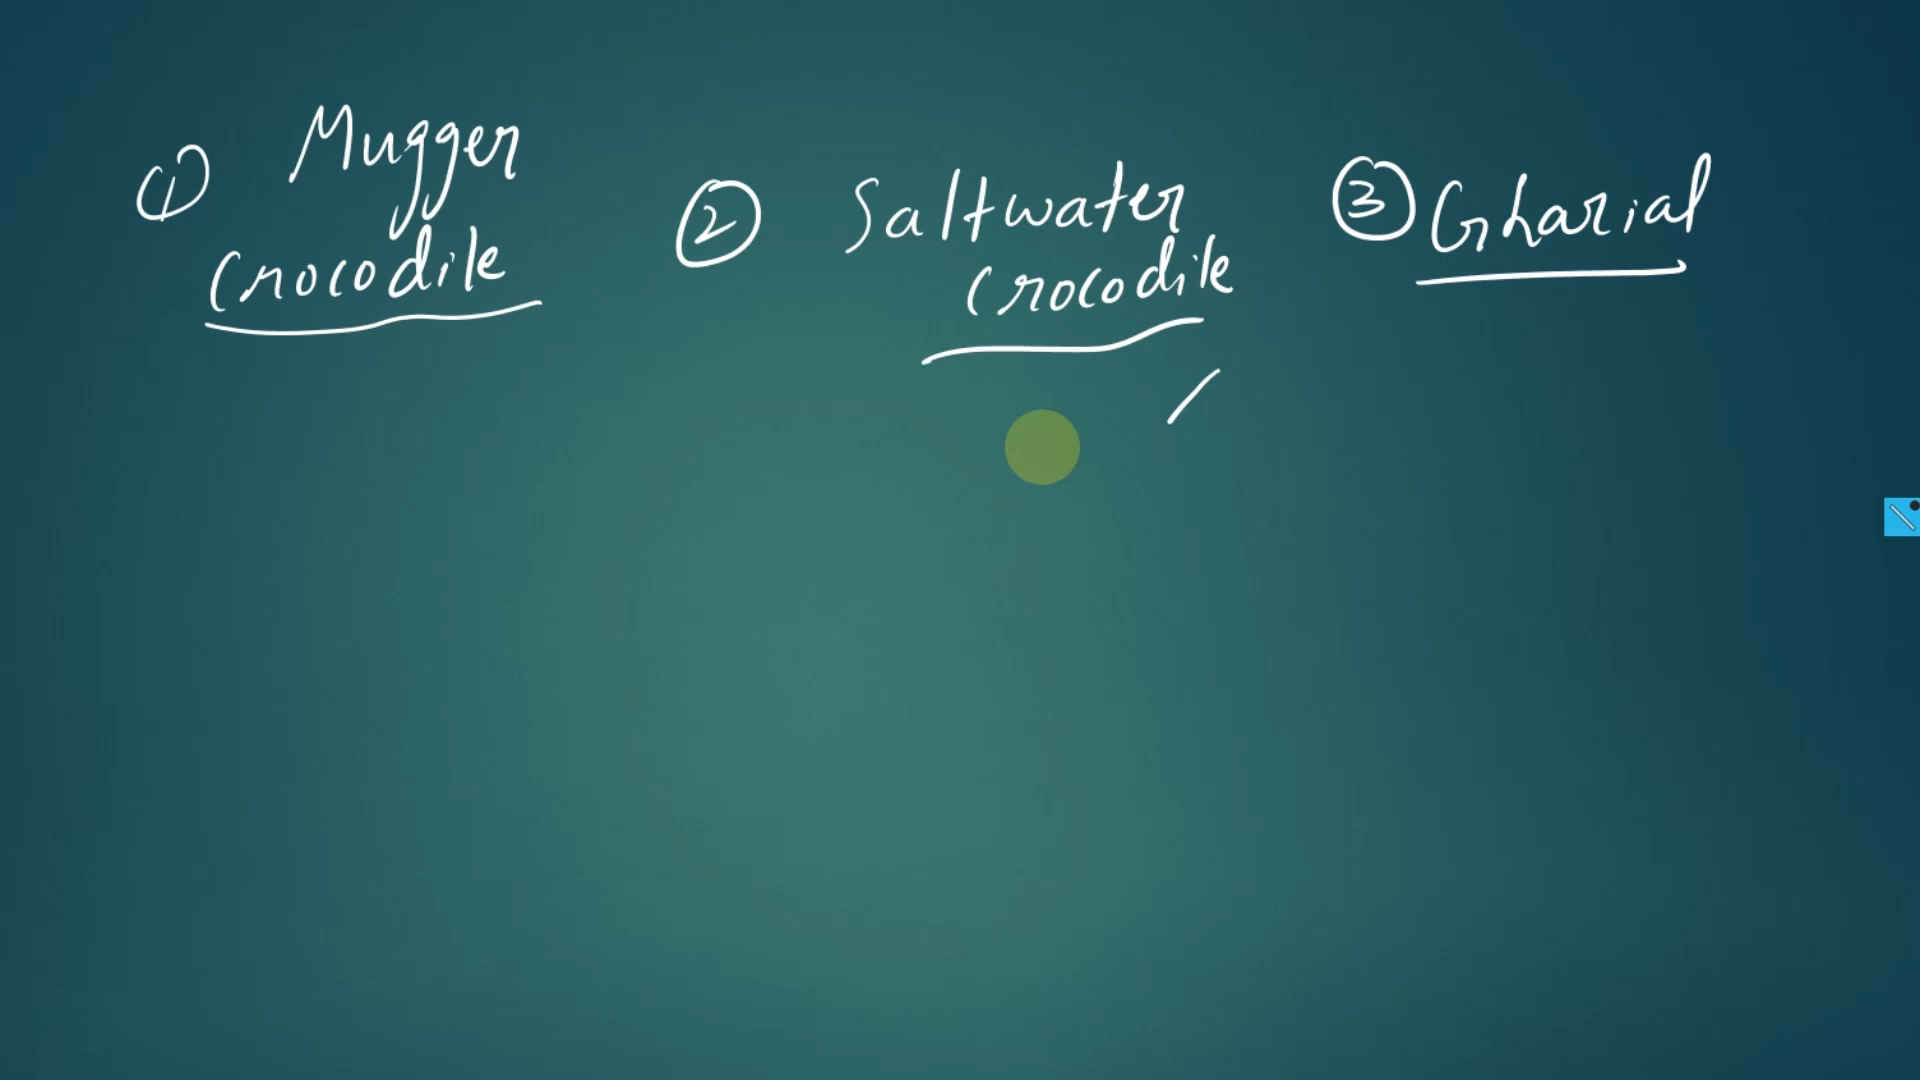 ① Mugger
crocodile
② Saltwater
crocodile
③ Gharial